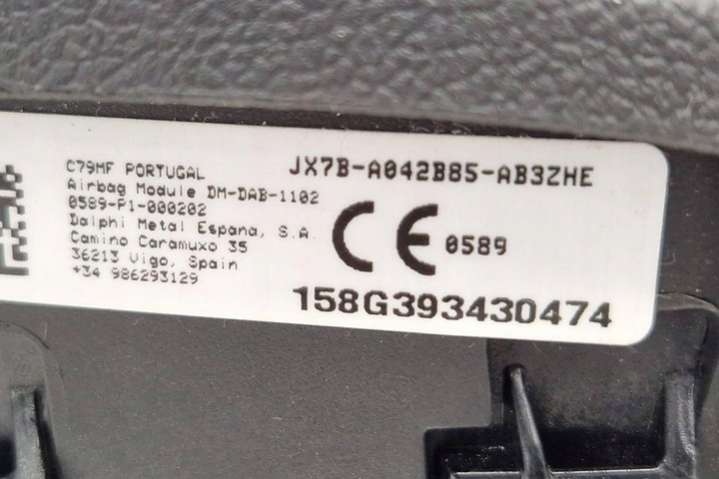 C79MF PORTUGAL
Airbag Module DM-DAB-1102
0589-P1-000202
Dalphi Metal Espana, S.A.
Camino Caramuxo 35
36213 Vigo, Spain
+34 986293129
JX7B-A042B85-AB3ZHE
CE 0589
158G393430474